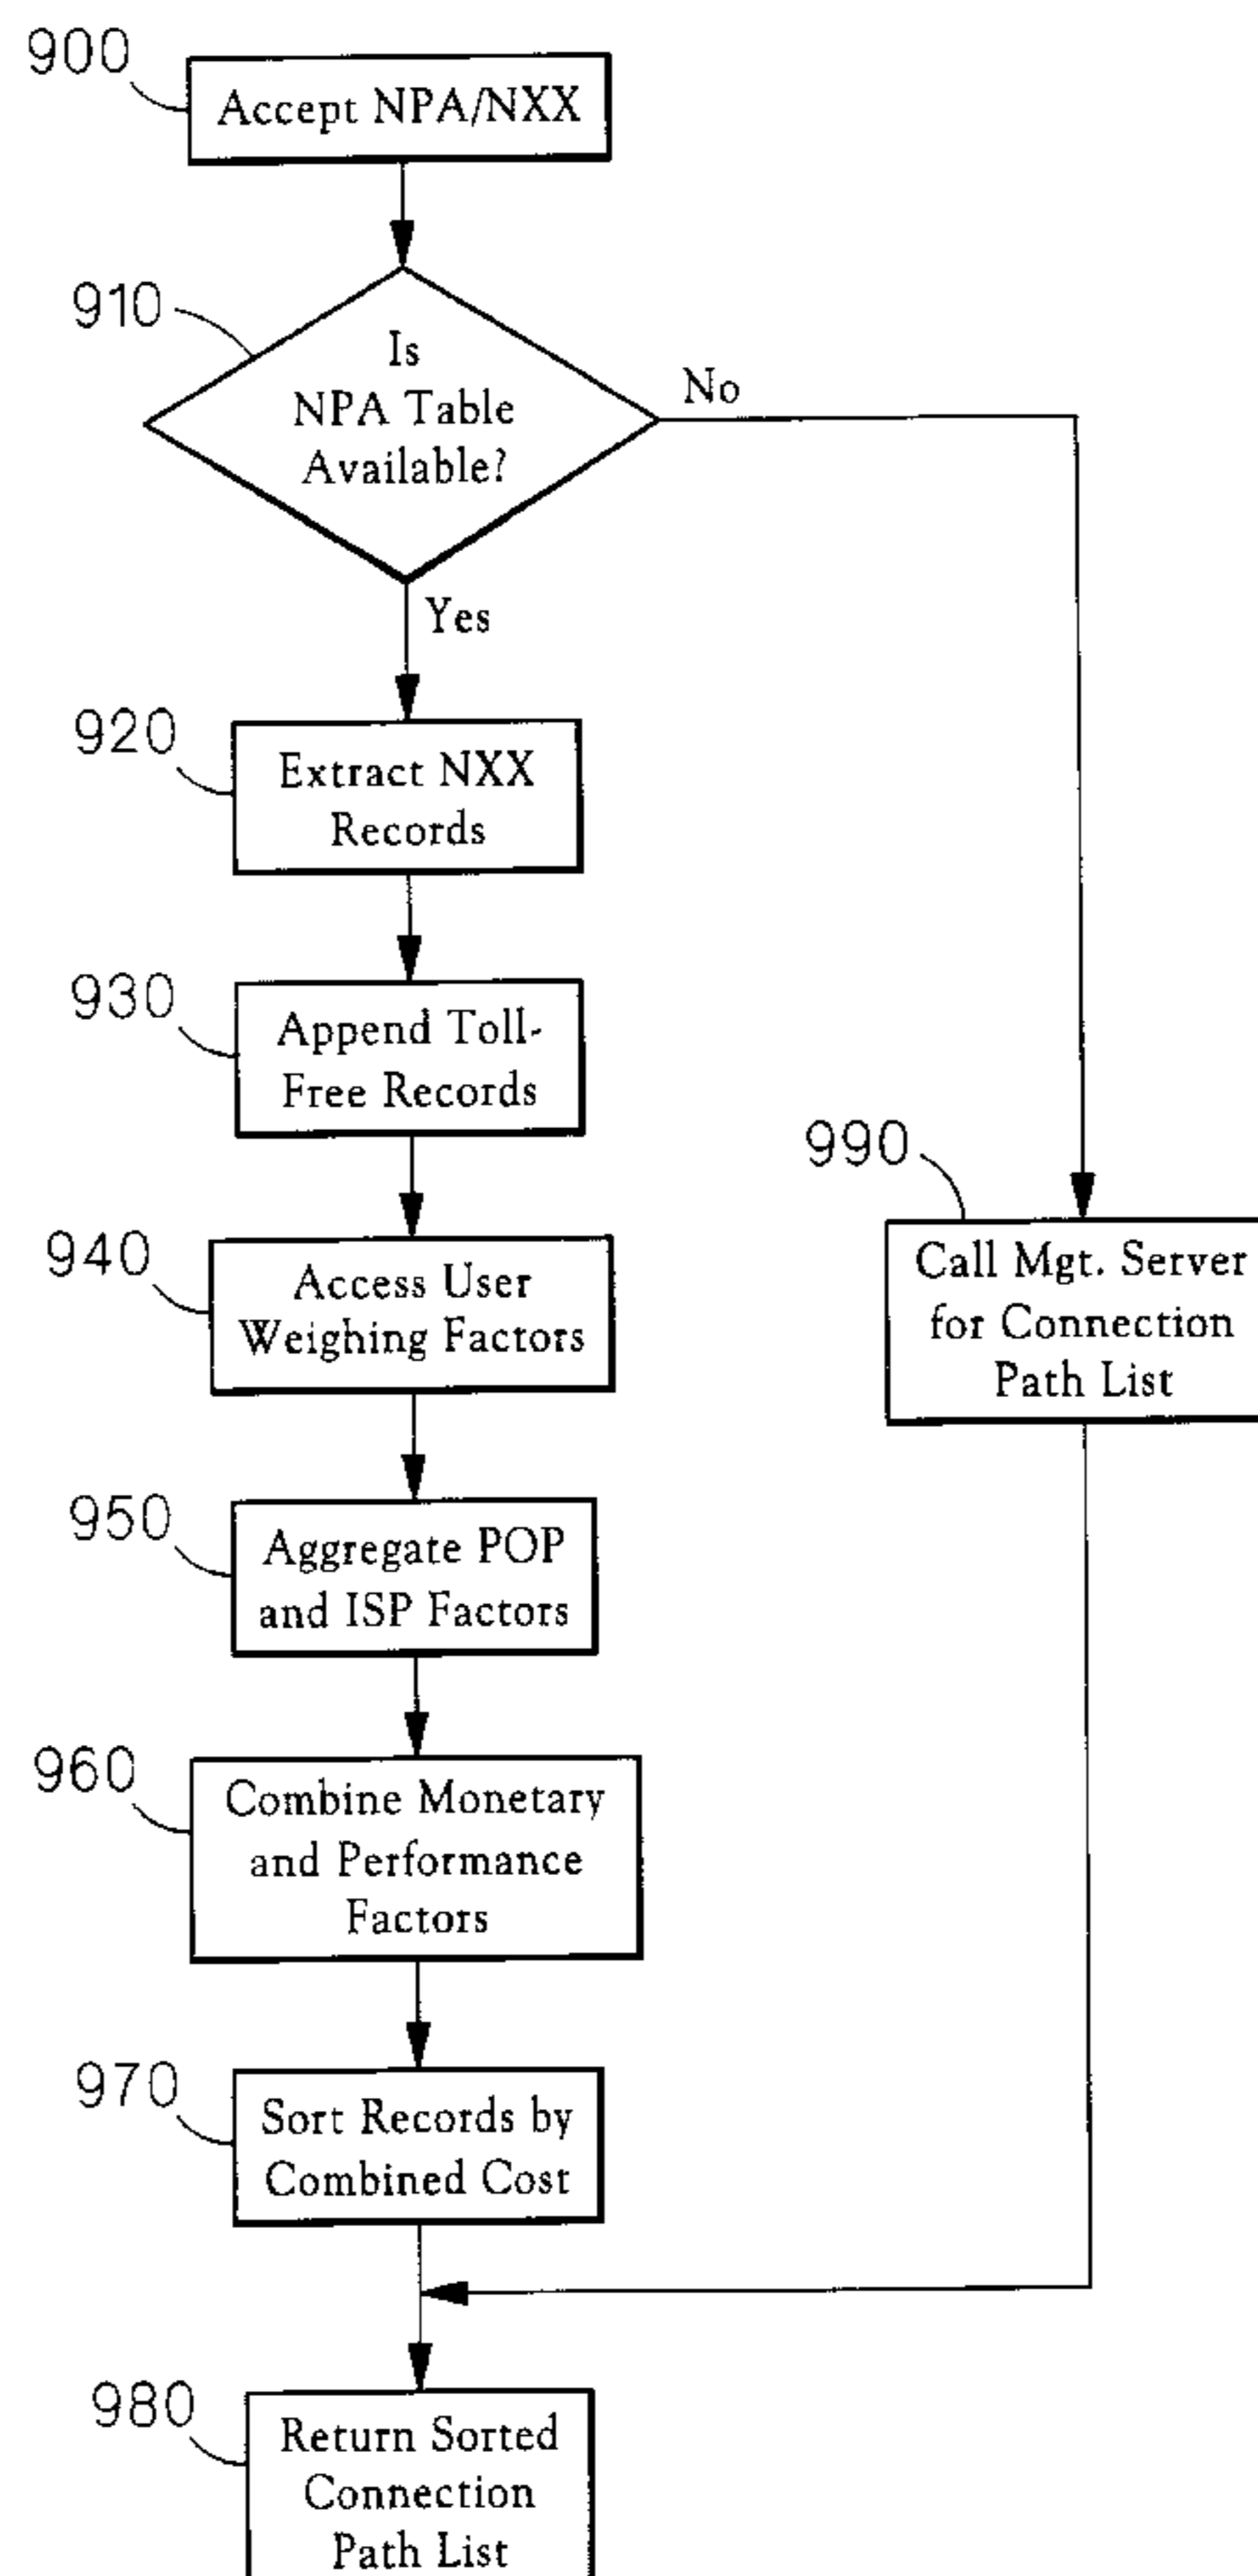 900
Accept NPA/NXX
910
Is
NPA Table
Available?
No
Yes
920
Extract NXX
Records
930
Append Toll-
Free Records
940
Access User
Weighing Factors
990
Call Mgt. Server
for Connection
Path List
950
Aggregate POP
and ISP Factors
960
Combine Monetary
and Performance
Factors
970
Sort Records by
Combined Cost
980
Return Sorted
Connection
Path List